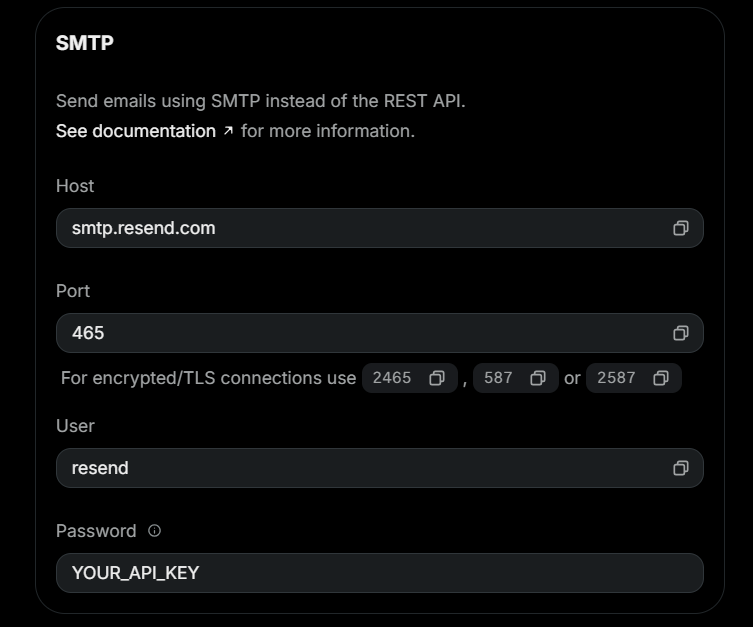 SMTP
Send emails using SMTP instead of the REST API.
See documentation ↗ for more information.
Host
smtp.resend.com
Port
465
For encrypted/TLS connections use 2465 , 587 or 2587
User
resend
Password
YOUR_API_KEY